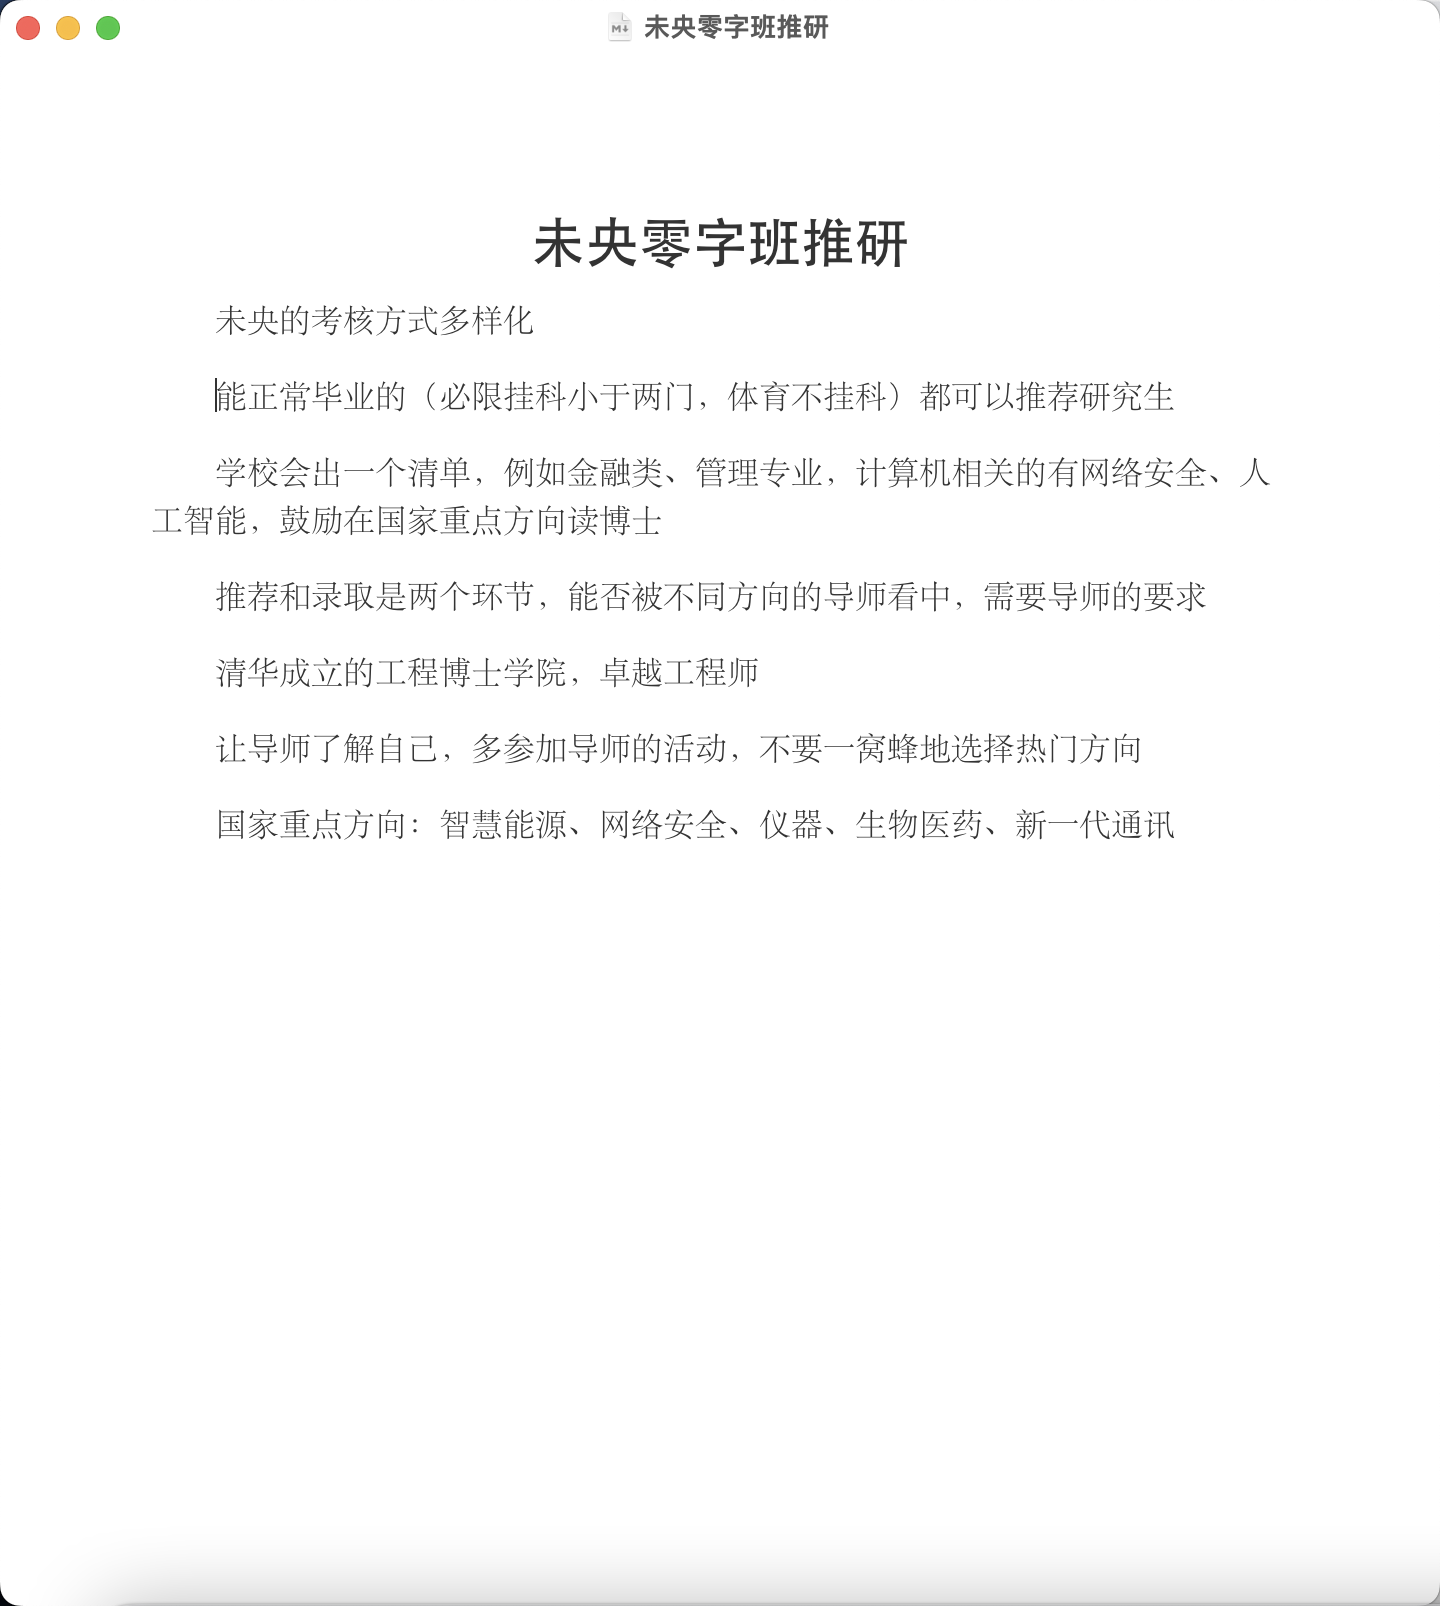 未央零字班推研
未央零字班推研
未央的考核方式多样化
能正常毕业的（必限挂科小于两门，体育不挂科）都可以推荐研究生
学校会出一个清单，例如金融类、管理专业，计算机相关的有网络安全、人
工智能，鼓励在国家重点方向读博士
推荐和录取是两个环节，能否被不同方向的导师看中，需要导师的要求
清华成立的工程博士学院，卓越工程师
让导师了解自己，多参加导师的活动，不要一窝蜂地选择热门方向
国家重点方向：智慧能源、网络安全、仪器、生物医药、新一代通讯